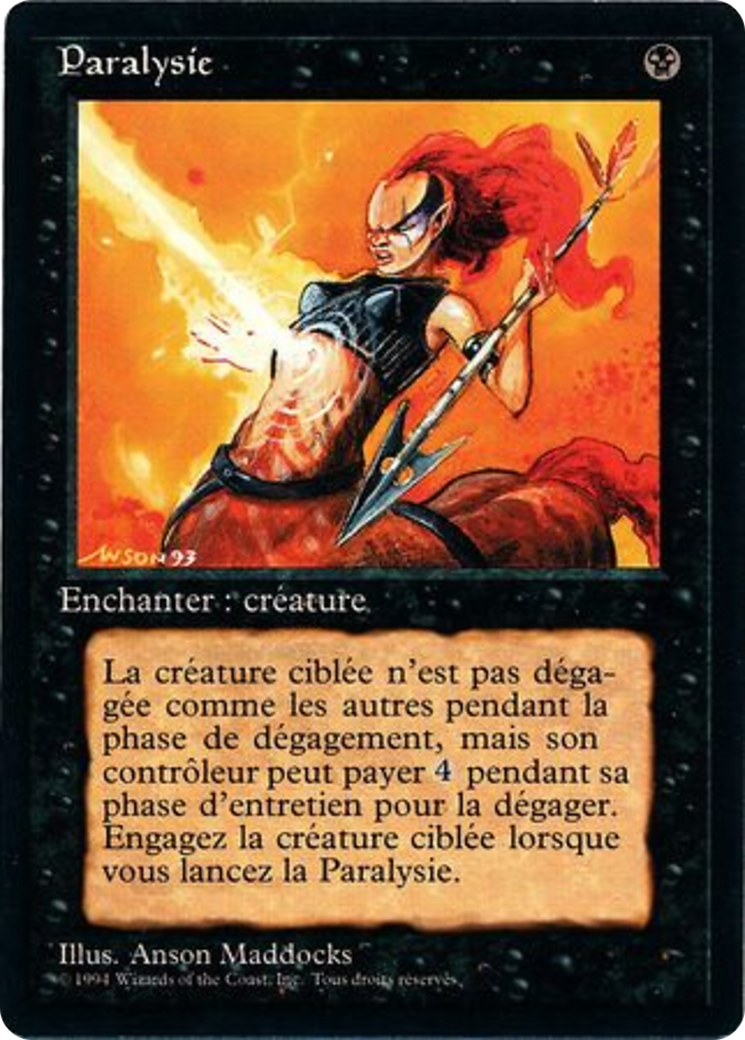 Paralysie
AWSON93
Enchanter : créature
La créature ciblée n'est pas déga-
gée comme les autres pendant la
phase de dégagement, mais son
contrôleur peut payer 4 pendant sa
phase d'entretien pour la dégager.
Engagez la créature ciblée lorsque
vous lancez la Paralysie.
Illus. Anson Maddocks
© 1994 Wizards of the Coast, Inc. Tous droits réservés.